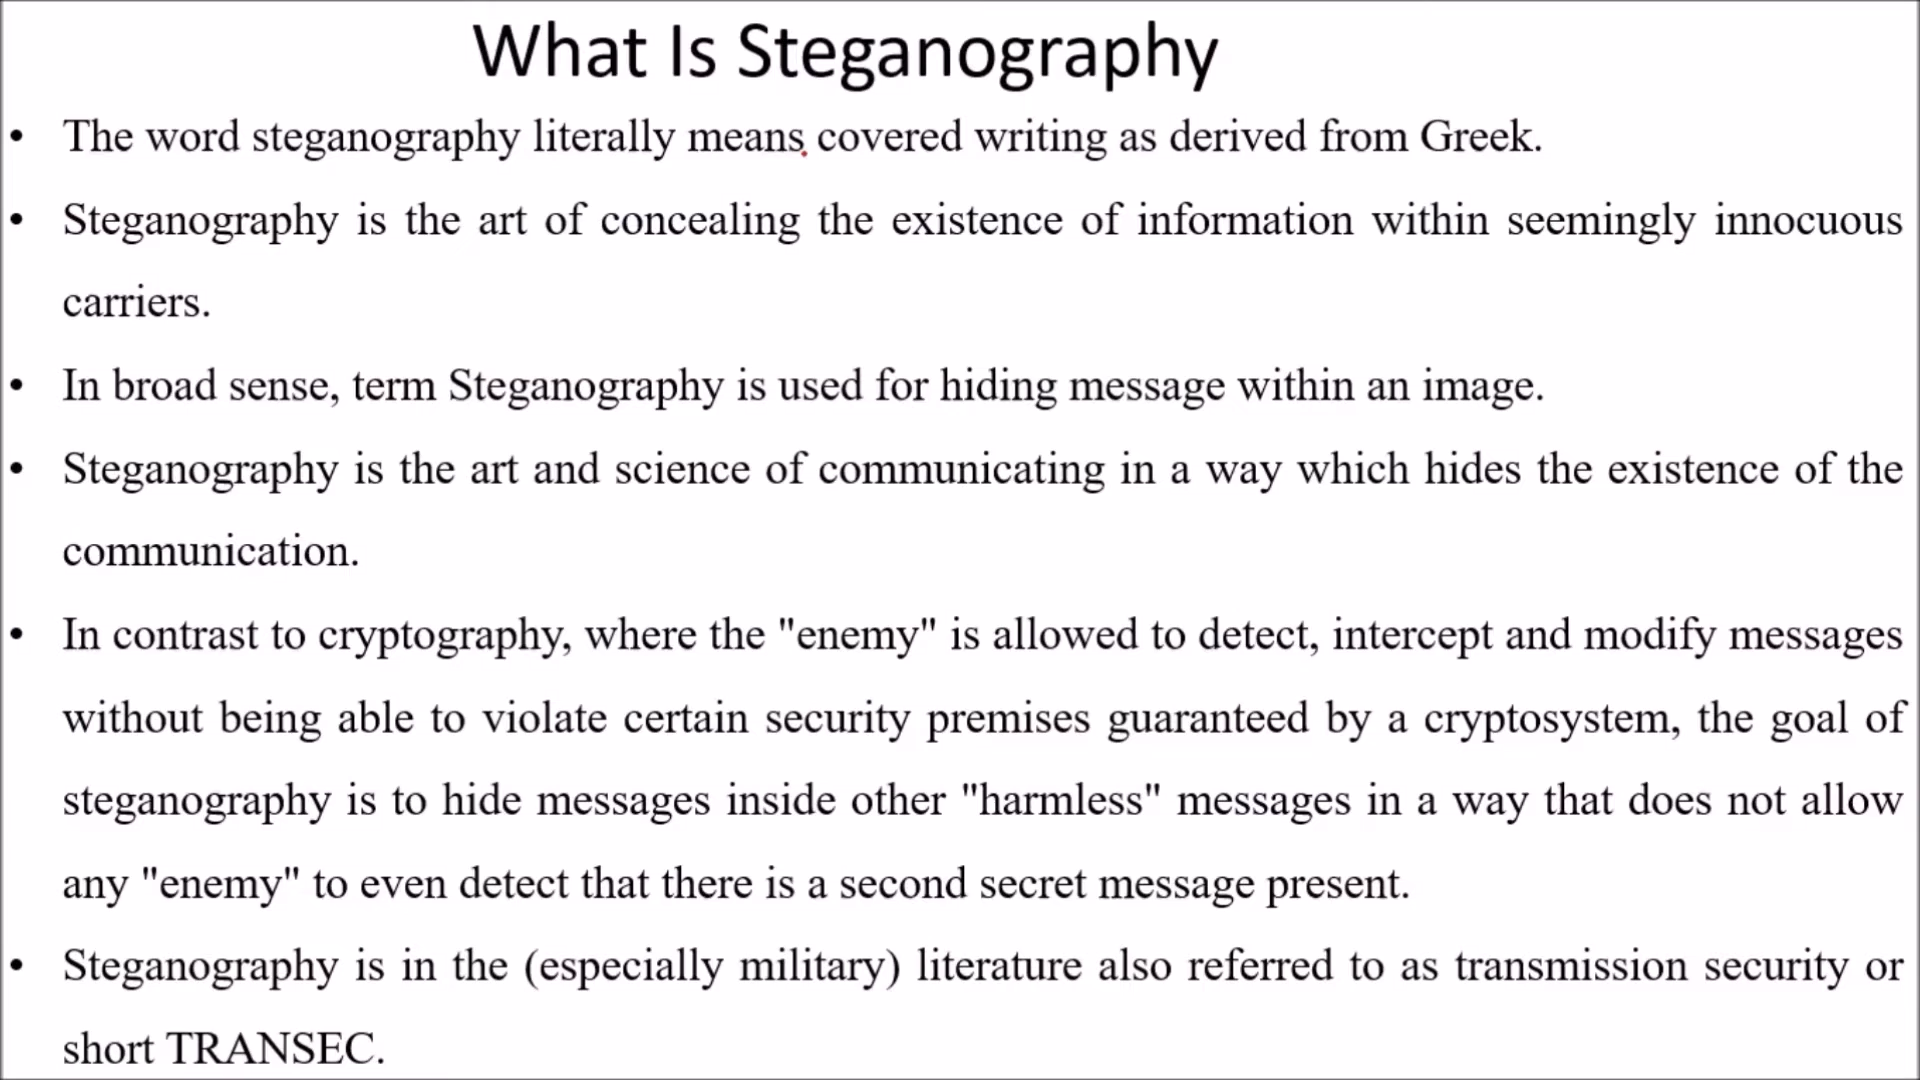 What Is Steganography
• The word steganography literally means covered writing as derived from Greek.
• Steganography is the art of concealing the existence of information within seemingly innocuous
carriers.
• In broad sense, term Steganography is used for hiding message within an image.
• Steganography is the art and science of communicating in a way which hides the existence of the
communication.
• In contrast to cryptography, where the "enemy" is allowed to detect, intercept and modify messages
without being able to violate certain security premises guaranteed by a cryptosystem, the goal of
steganography is to hide messages inside other "harmless" messages in a way that does not allow
any "enemy" to even detect that there is a second secret message present.
• Steganography is in the (especially military) literature also referred to as transmission security or
short TRANSEC.